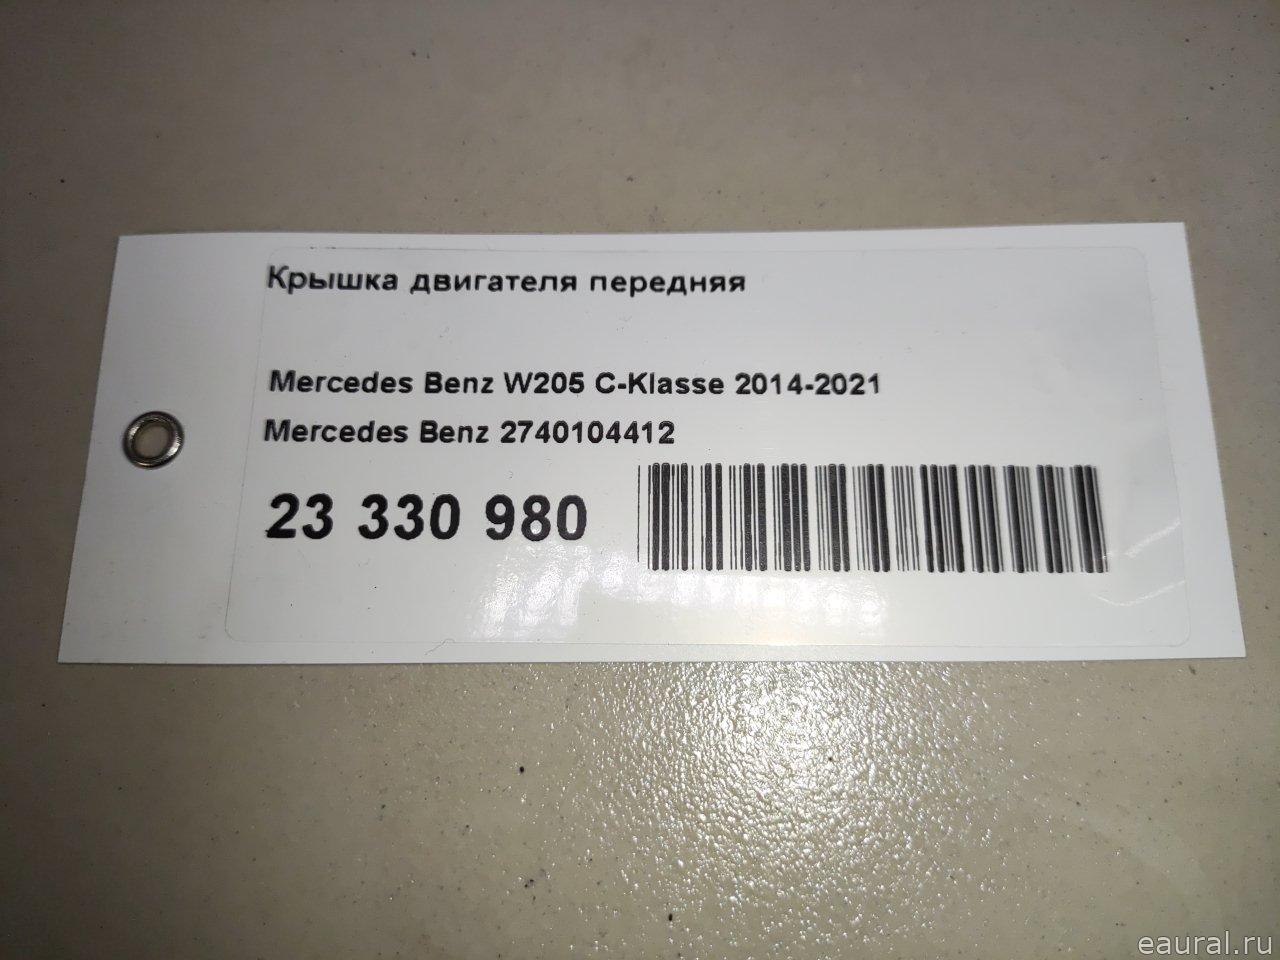 Крышка двигателя передняя
Mercedes Benz W205 C-Klasse 2014-2021
Mercedes Benz 2740104412
23 330 980
eaural.ru